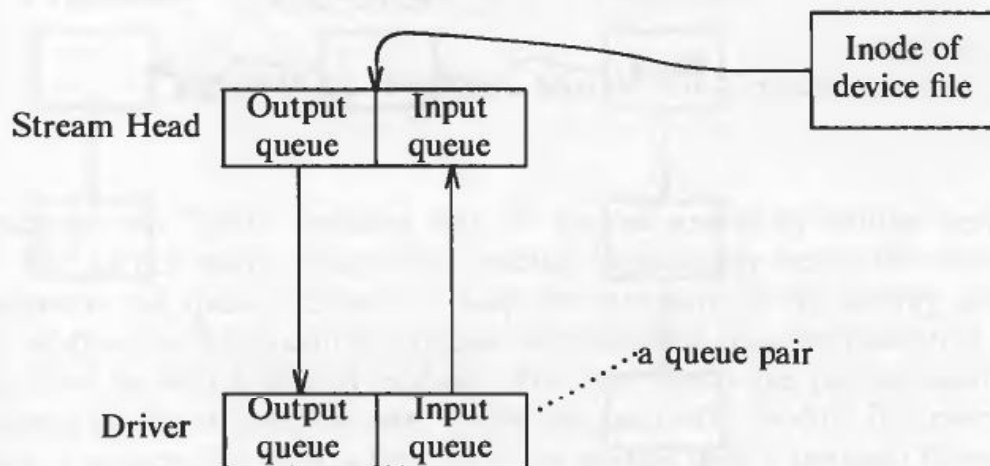 Inode of
device file
Stream Head
Output
queue
Input
queue
a queue pair
Driver
Output
queue
Input
queue